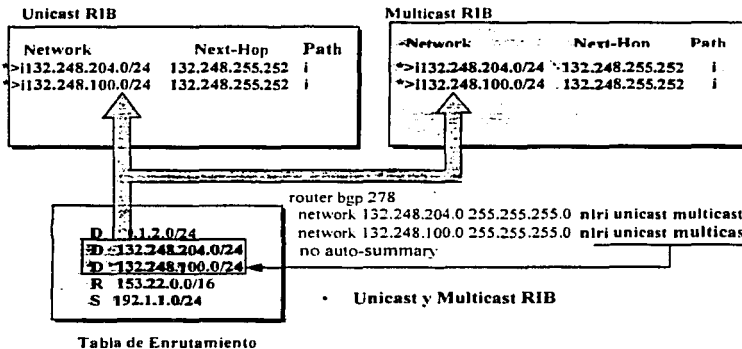 Unicast RIB
Network Next-Hop Path
*>i132.248.204.0/24 132.248.255.252 i
*>i132.248.100.0/24 132.248.255.252 i
Multicast RIB
Network Next-Hop Path
*>i132.248.204.0/24 132.248.255.252 i
*>i132.248.100.0/24 132.248.255.252 i
router bgp 278
network 132.248.204.0 255.255.255.0 nlri unicast multicast
network 132.248.100.0 255.255.255.0 nlri unicast multicas
no auto-summary
D .1.2.0/24
D 132.248.204.0/24
D 132.248.100.0/24
R 153.22.0.0/16
S 192.1.1.0/24
• Unicast y Multicast RIB
Tabla de Enrutamiento